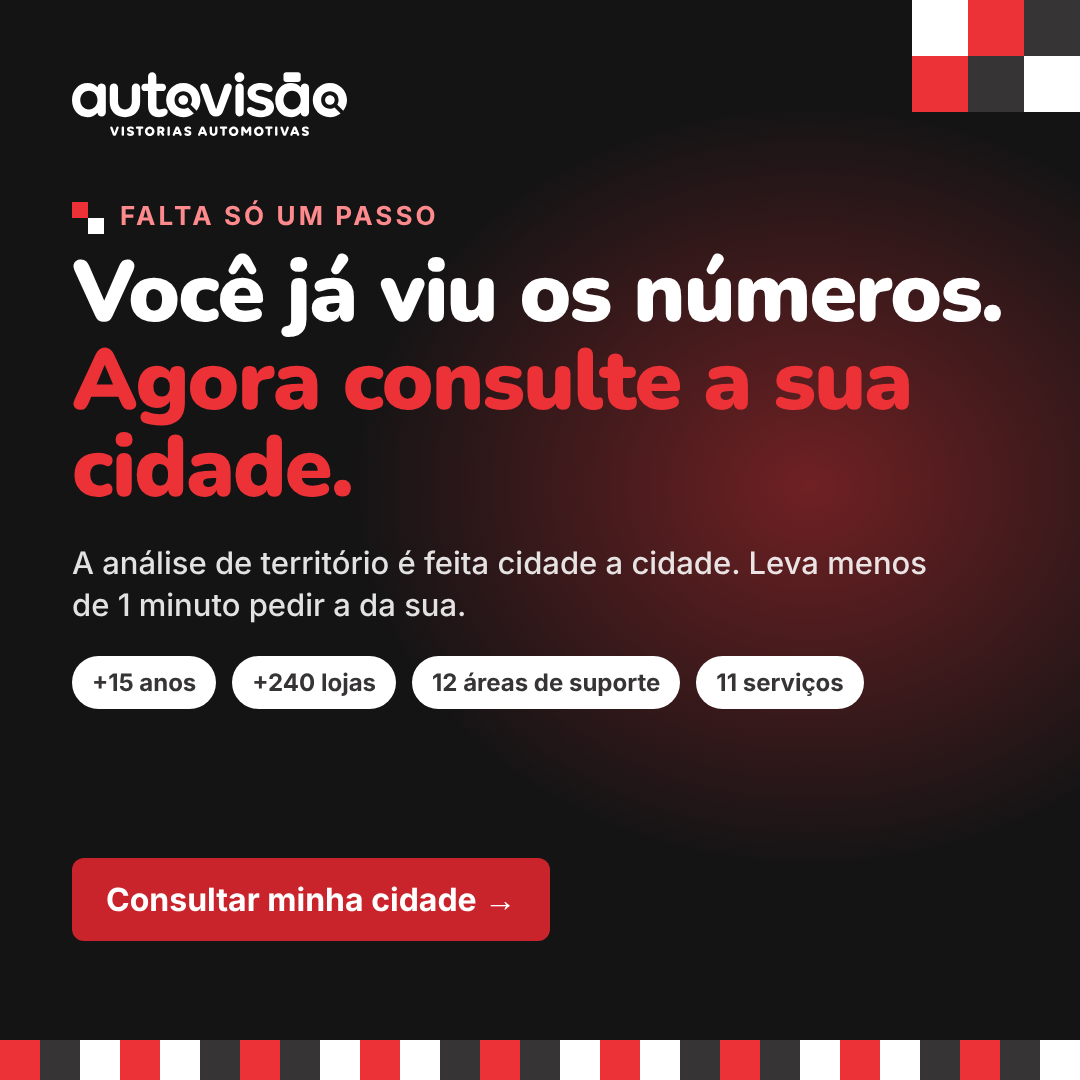 autovisão
VISTORIAS AUTOMOTIVAS
FALTA SÓ UM PASSO
Você já viu os números.
Agora consulte a sua
cidade.
A análise de território é feita cidade a cidade. Leva menos
de 1 minuto pedir a da sua.
+15 anos
+240 lojas
12 áreas de suporte
11 serviços
Consultar minha cidade →